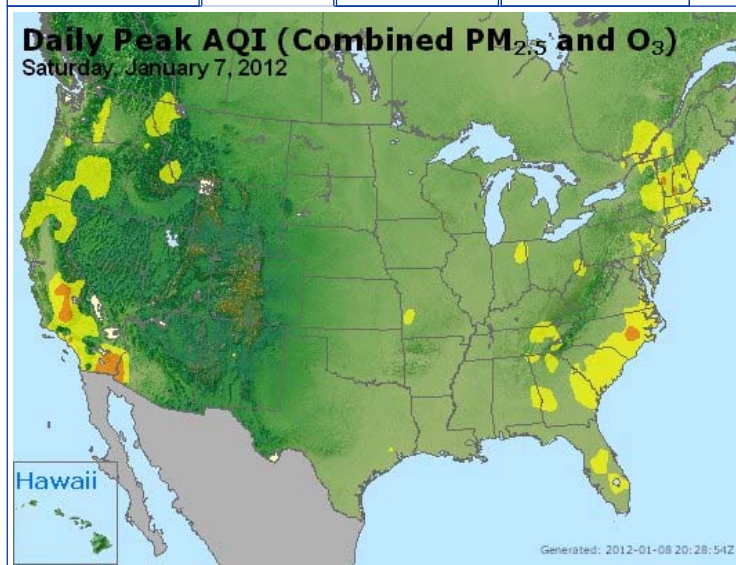 Daily Peak AQI (Combined PM2.5 and O3)
Saturday, January 7, 2012
Hawaii
Generated: 2012-01-08 20:28:54Z